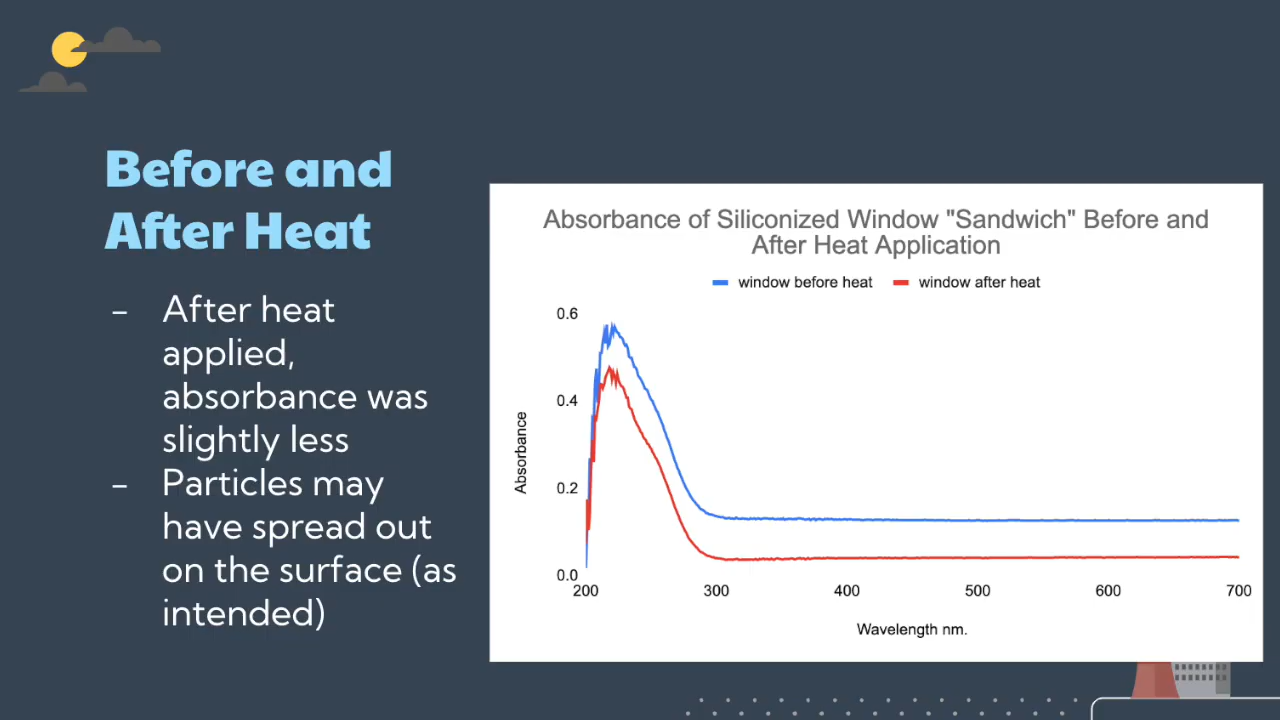 Before and
After Heat
- After heat
applied,
absorbance was
slightly less
- Particles may
have spread out
on the surface (as
intended)
Absorbance of Siliconized Window "Sandwich" Before and
After Heat Application
window before heat window after heat
0.6
0.4
0.2
0.0
Absorbance
200 300 400 500 600 700
Wavelength nm.